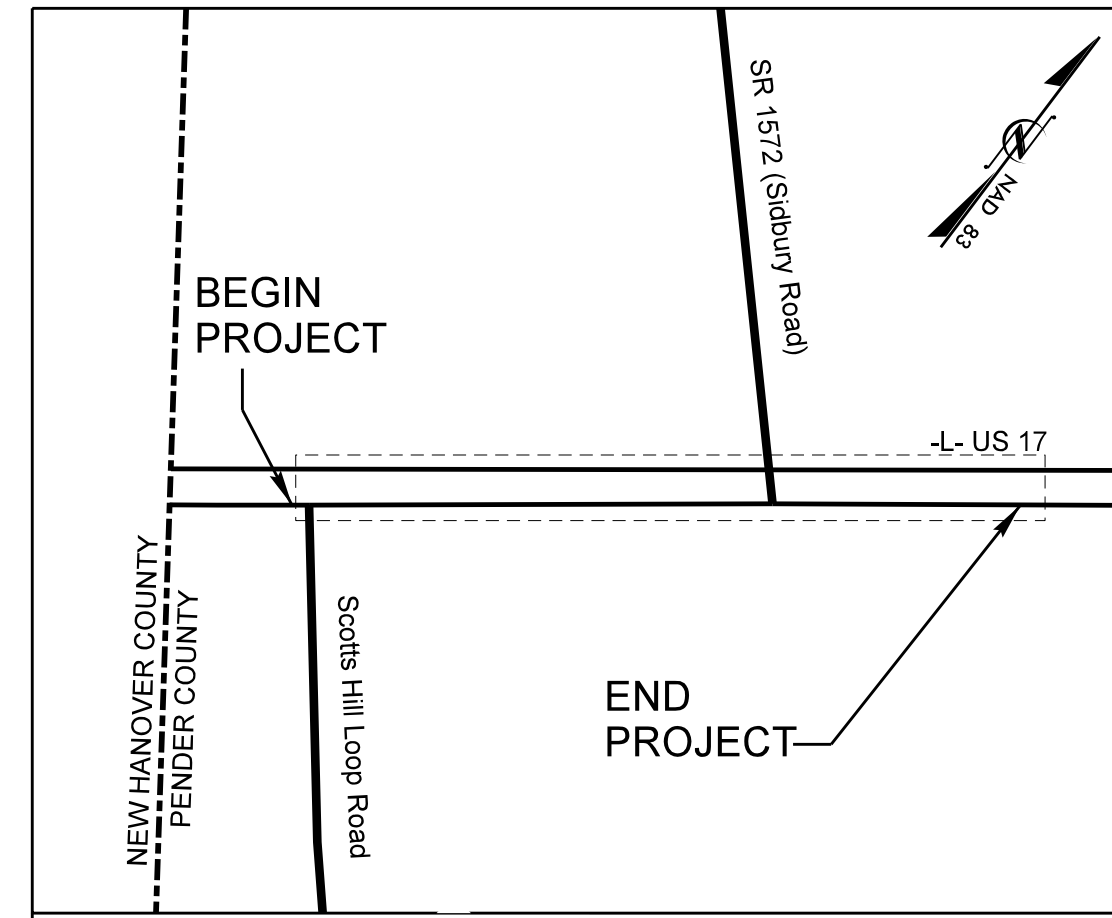 SR 1572 (Sidbury Road)
NAD 83
BEGIN
PROJECT
-L- US 17
NEW HANOVER COUNTY
PENDER COUNTY
Scotts Hill Loop Road
END
PROJECT